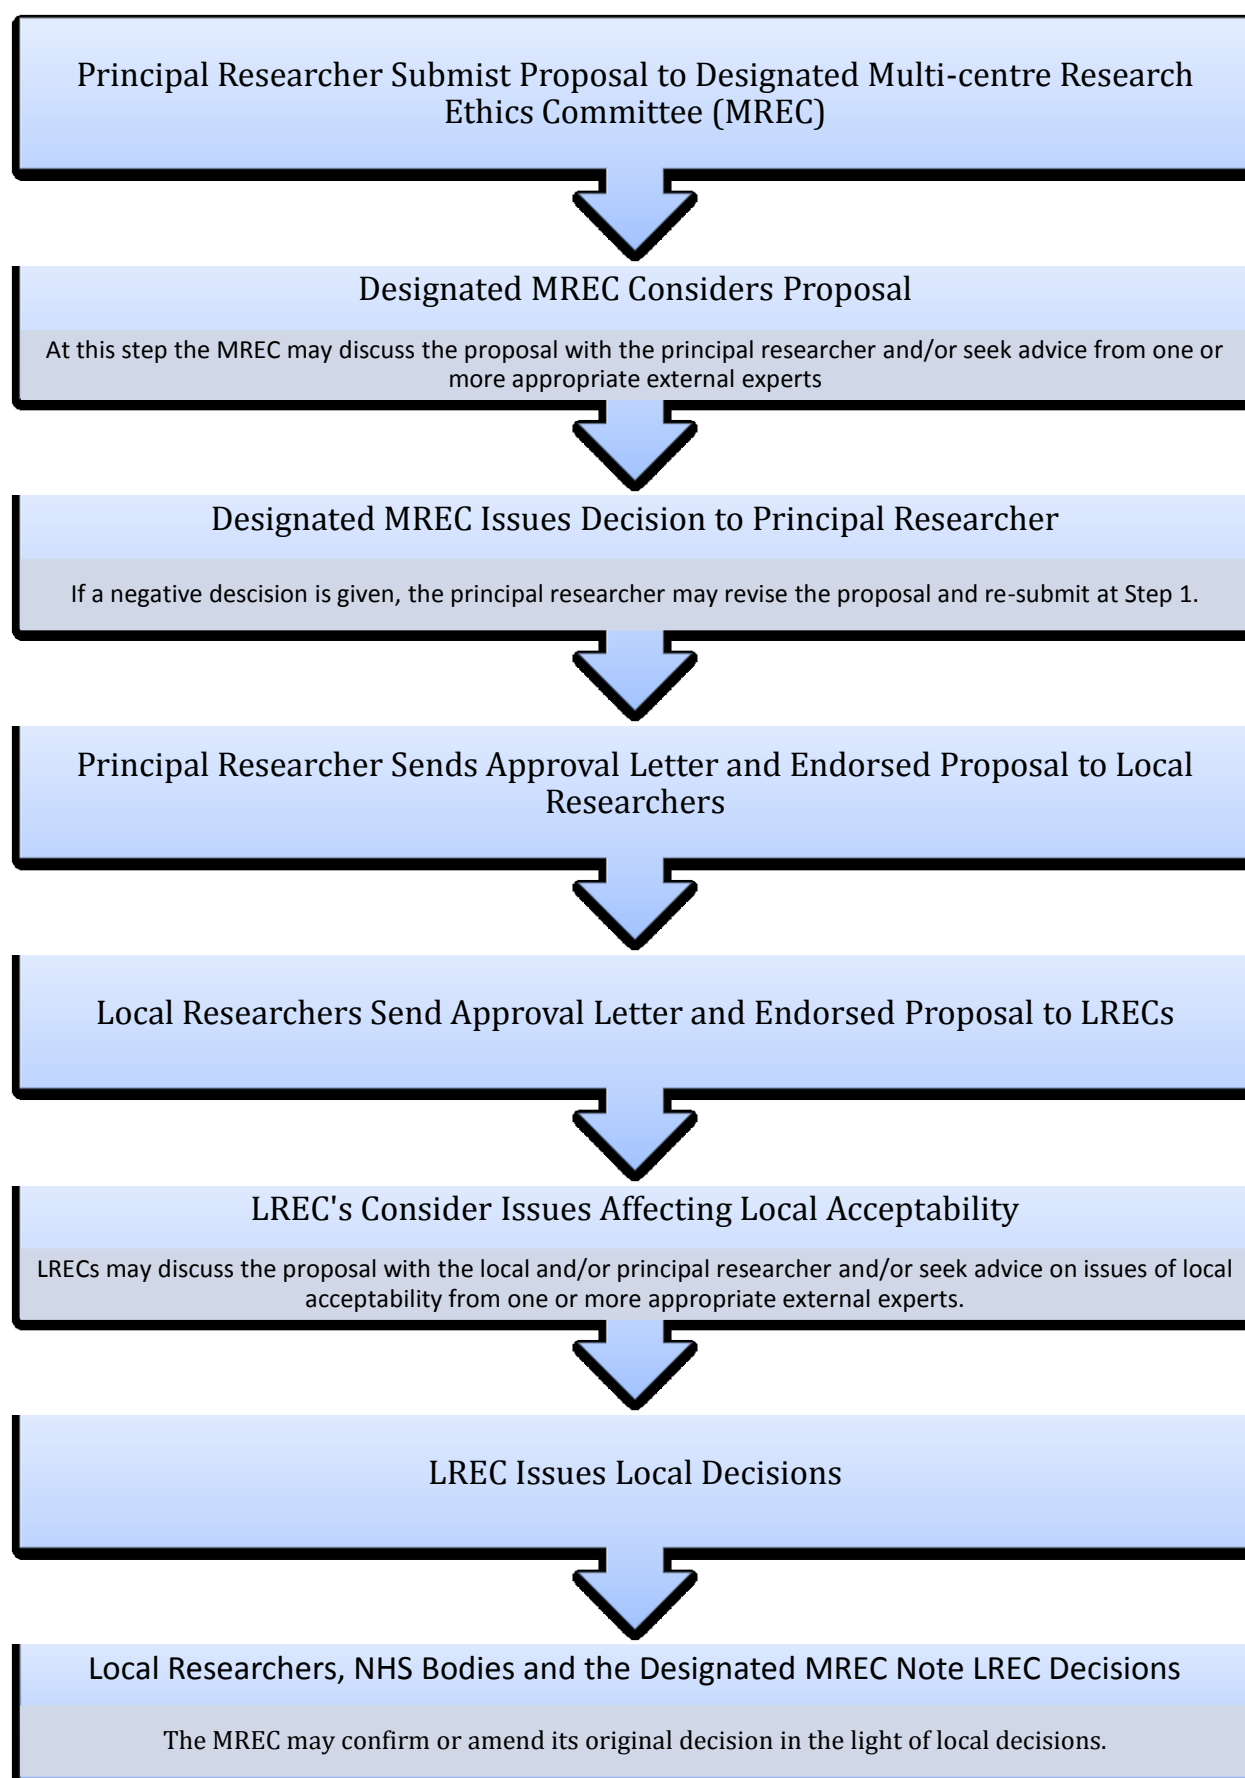 Principal Researcher Submist Proposal to Designated Multi-centre Research
Ethics Committee (MREC)
Designated MREC Considers Proposal
At this step the MREC may discuss the proposal with the principal researcher and/or seek advice from one or
more appropriate external experts
Designated MREC Issues Decision to Principal Researcher
If a negative descision is given, the principal researcher may revise the proposal and re-submit at Step 1.
Principal Researcher Sends Approval Letter and Endorsed Proposal to Local
Researchers
Local Researchers Send Approval Letter and Endorsed Proposal to LRECs
LREC's Consider Issues Affecting Local Acceptability
LRECs may discuss the proposal with the local and/or principal researcher and/or seek advice on issues of local
acceptability from one or more appropriate external experts.
LREC Issues Local Decisions
Local Researchers, NHS Bodies and the Designated MREC Note LREC Decisions
The MREC may confirm or amend its original decision in the light of local decisions.